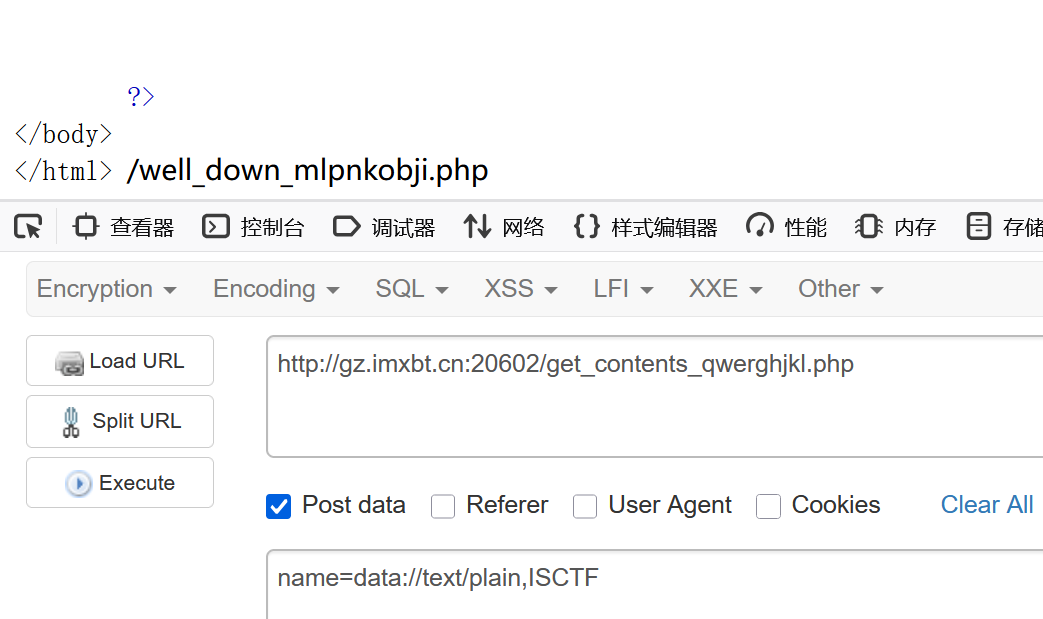 ?>
</body>
</html> /well_down_mlpnkobji.php
查看器 控制台 调试器 网络 样式编辑器 性能 内存 存储
Encryption Encoding SQL XSS LFI XXE Other
Load URL http://gz.imxbt.cn:20602/get_contents_qwerghjkl.php
Split URL
Execute
Post data Referer User Agent Cookies Clear All
name=data://text/plain,ISCTF